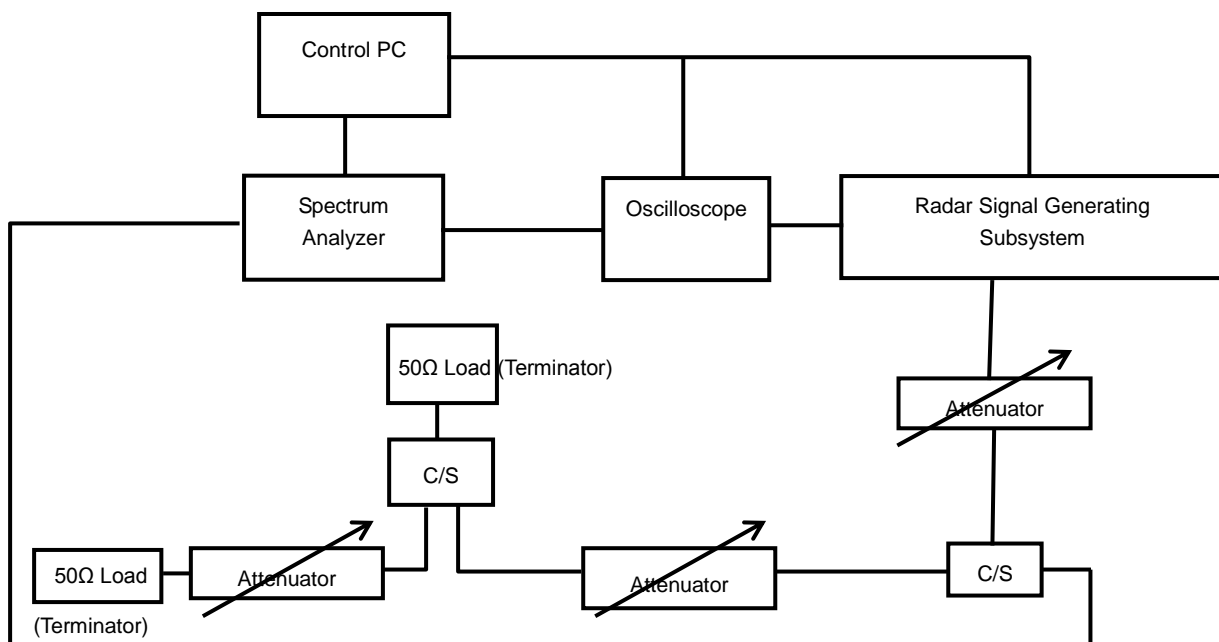 Control PC
Spectrum
Analyzer
Oscilloscope
Radar Signal Generating
Subsystem
50Ω Load (Terminator)
Attenuator
C/S
50Ω Load
(Terminator)
Attenuator
Attenuator
C/S